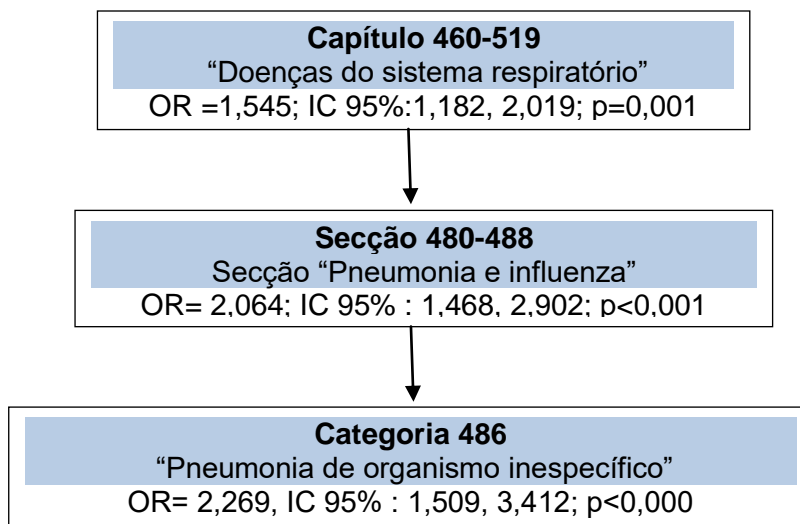 Capítulo 460-519
“Doenças do sistema respiratório”
OR =1,545; IC 95%:1,182, 2,019; p=0,001
Secção 480-488
Secção “Pneumonia e influenza”
OR= 2,064; IC 95% : 1,468, 2,902; p<0,001
Categoria 486
“Pneumonia de organismo inespecífico”
OR= 2,269, IC 95% : 1,509, 3,412; p<0,000